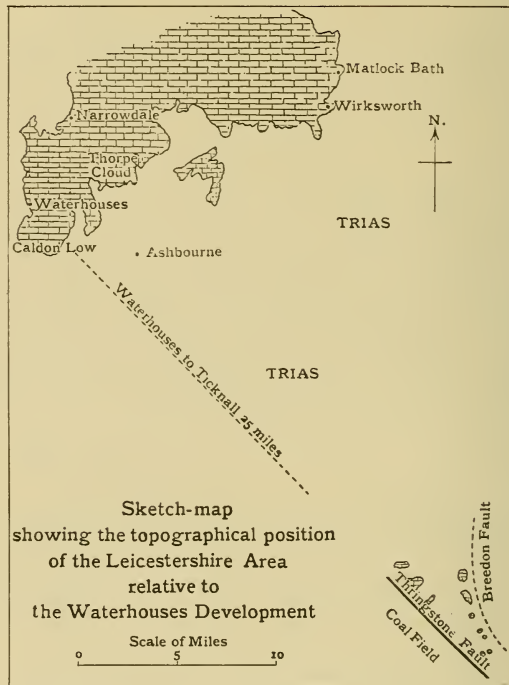 Matlock Bath
Wirksworth
N.
Narrowdale
Thorpe
Cloud
Waterhouses
TRIAS
Caldon Low
Ashbourne
Waterhouses to Ticknall 25 miles
TRIAS
Sketch-map
showing the topographical position
of the Leicestershire Area
relative to
the Waterhouses Development
Scale of Miles
0 5 10
Breedon Fault
Thringstone Fault
Coal Field